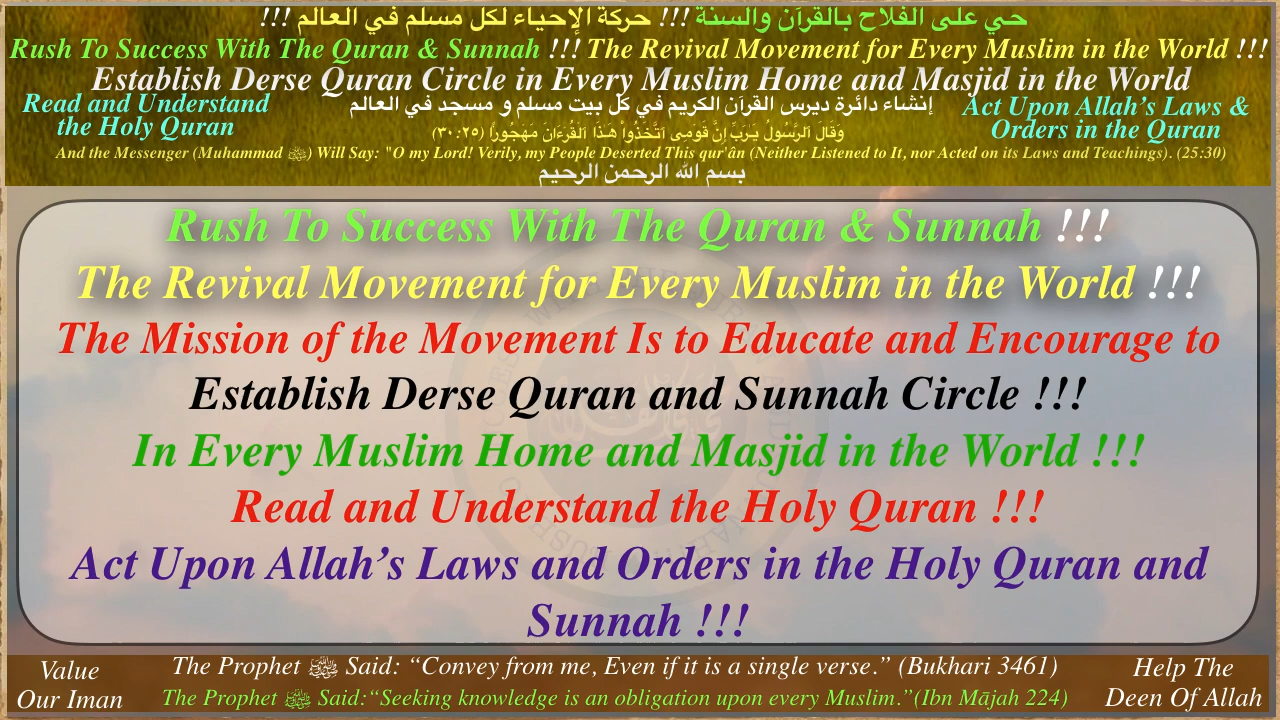 حي على الفلاح بالقرآن والسنة !!! حركة الإحياء لكل مسلم في العالم !!!
Rush To Success With The Quran & Sunnah !!! The Revival Movement for Every Muslim in the World !!!
Establish Derse Quran Circle in Every Muslim Home and Masjid in the World
Read and Understand
the Holy Quran
إنشاء دائرة ديرس القرآن الكريم في كل بيت مسلم و مسجد في العالم
Act Upon Allah’s Laws &
Orders in the Quran
وَقَالَ ٱلرَّسُولُ يَـٰرَبِّ إِنَّ قَوْمِى ٱتَّخَذُوا۟ هَـٰذَا ٱلْقُرْءَانَ مَهْجُورًا (٣٠:٢٥)
And the Messenger (Muhammad ﷺ) Will Say: "O my Lord! Verily, my People Deserted This qur'ân (Neither Listened to It, nor Acted on its Laws and Teachings). (25:30)
بسم الله الرحمن الرحيم
Rush To Success With The Quran & Sunnah !!!
The Revival Movement for Every Muslim in the World !!!
The Mission of the Movement Is to Educate and Encourage to
Establish Derse Quran and Sunnah Circle !!!
In Every Muslim Home and Masjid in the World !!!
Read and Understand the Holy Quran !!!
Act Upon Allah’s Laws and Orders in the Holy Quran and
Sunnah !!!
Value
Our Iman
The Prophet ﷺ Said: “Convey from me, Even if it is a single verse.” (Bukhari 3461)
The Prophet ﷺ Said:“Seeking knowledge is an obligation upon every Muslim.”(Ibn Mājah 224)
Help The
Deen Of Allah